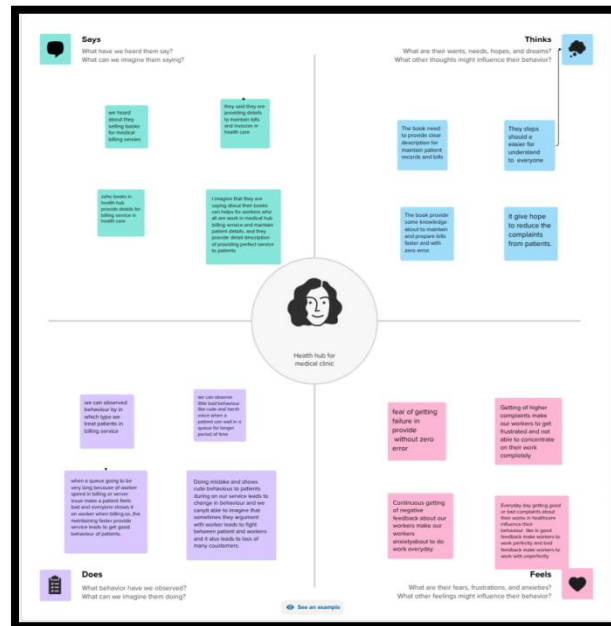 Says
What have we heard them say?
What can we imagine them saying?
we heard
about they
selling books
for medical
billing servies
they said they are
providing details
to maintain bills
and invoices in
health care
zoho books in
health hub
provide details for
billing service in
health care
I imagine that they are
saying about their books
can helps for workers who
all are work in medical hub
billing service and maintain
patient details, and they
provide detail description
of providing perfect service
to patients
Thinks
What are their wants, needs, hopes, and dreams?
What other thoughts might influence their behavior?
The book need
to provide clear
description for
maintain patient
records and bills
They steps
should e
easier for
understand
to everyone
The book provide
some knowledge
about to maintain
and prepare bills
faster and with
zero error
it give hope
to reduce the
complaints
from patients.
Health hub for
medical clinic
we can observed
behaviour by in
which type we
treat patients in
billing service
we can observe
little bad behaviour
like rude and harsh
voice when a
patient can wait in a
queue for longer
period of time
when a queue going to be
very long because of worker
speed in billing or server
issue make a patient feels
bad and everyone shows it
on worker when billing so, the
maintaining faster provide
service leads to get good
behaviour of patients.
Doing mistake and shows
rude behaviour to patients
during on our service leads to
change in behaviour and we
canytt able to imagine that
sometimes they argument
with worker leads to fight
between patient and workers
and it also leads to loss of
many coustomers.
Does
What behavior have we observed?
What can we imagine them doing?
fear of getting
failure in
provide
without zero
error
Getting of higher
complaints make
our workers to get
frustrated and not
able to concentrate
on their work
completely
Continuous getting
of negative
feedback about our
workers make our
workers
anxietyabout to do
work everyday
Everyday day getting good
or bad complaints about
their works in healthcare
influence their
behaviour like in good
feedback make workers to
work perfectly and bad
feedback make workers to
work with unperfectly
Feels
What are their fears, frustrations, and anxieties?
What other feelings might influence their behavior?
See an example